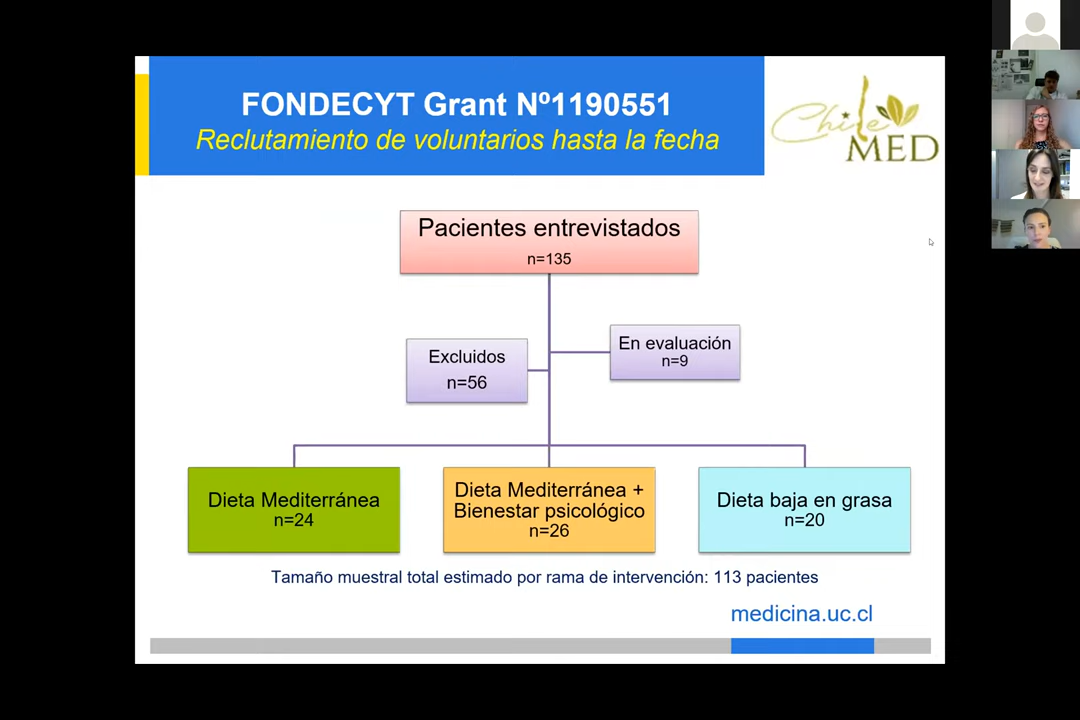 FONDECYT Grant Nº1190551
Reclutamiento de voluntarios hasta la fecha
Chile
MED
Pacientes entrevistados
n=135
En evaluación
n=9
Excluidos
n=56
Dieta Mediterránea
n=24
Dieta Mediterránea +
Bienestar psicológico
n=26
Dieta baja en grasa
n=20
Tamaño muestral total estimado por rama de intervención: 113 pacientes
medicina.uc.cl